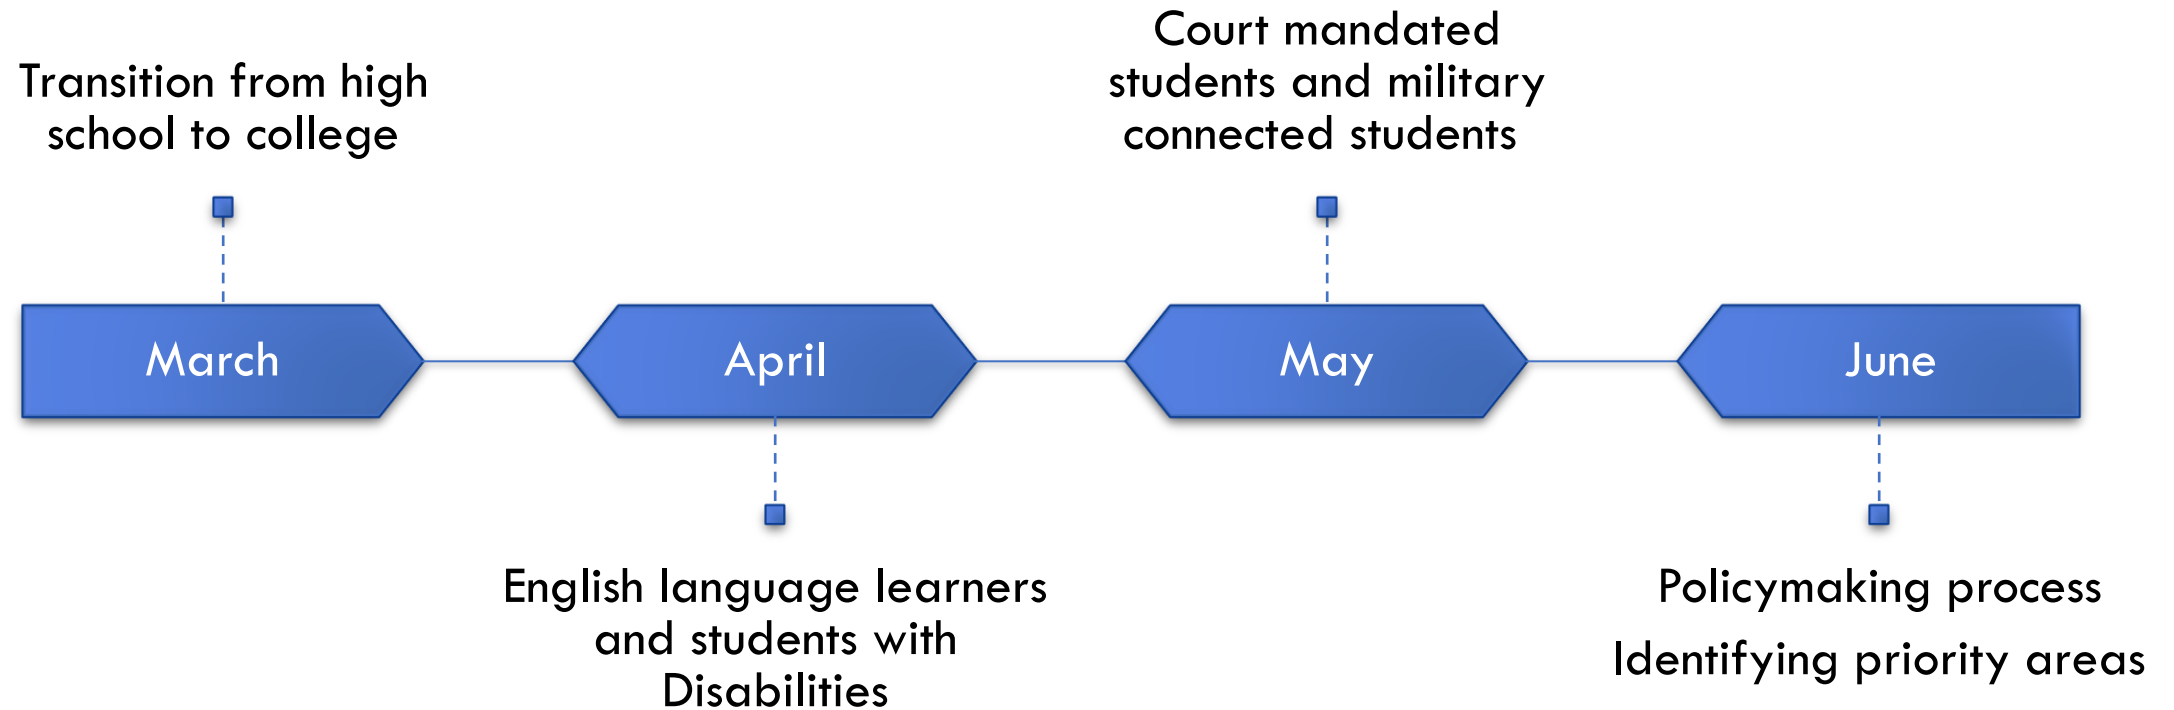 Transition from high
school to college
March
April
English language learners
and students with
Disabilities
Court mandated
students and military
connected students
May
June
Policymaking process
Identifying priority areas